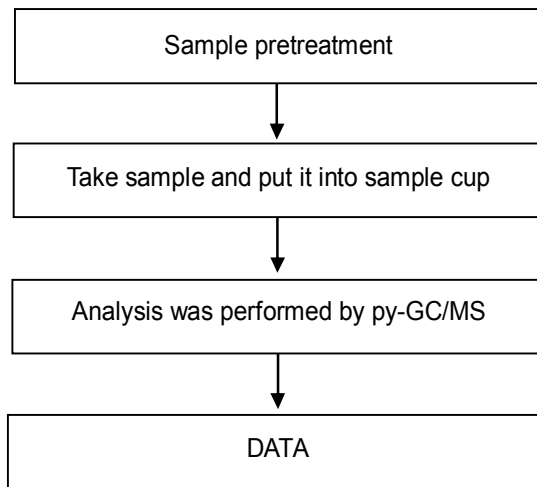 Sample pretreatment
Take sample and put it into sample cup
Analysis was performed by py-GC/MS
DATA